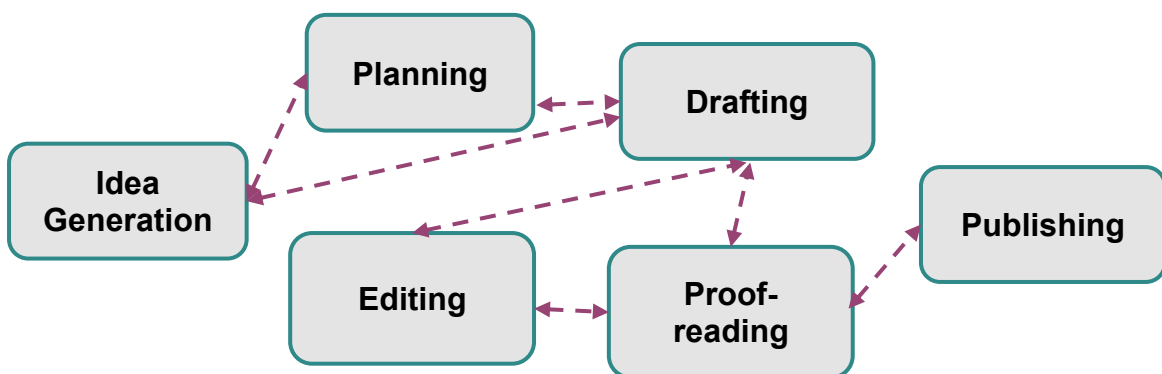 Planning
Drafting
Idea
Generation
Publishing
Editing
Proof-
reading